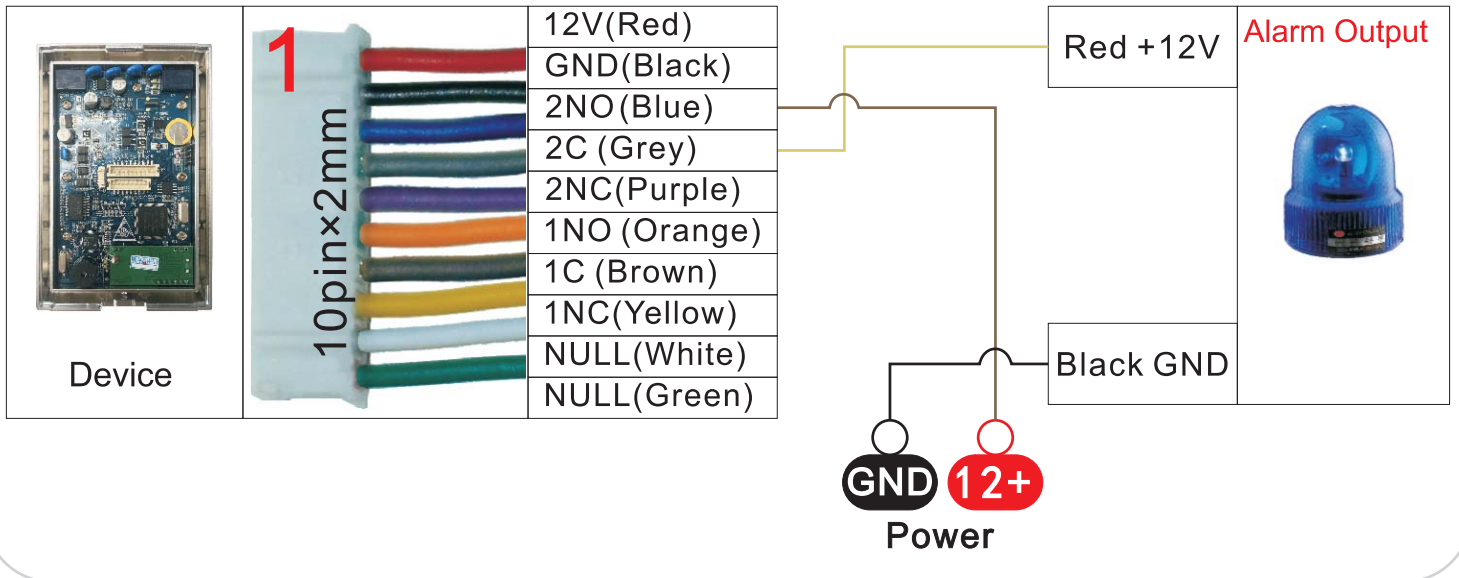 1
10pin×2mm
Device
12V(Red)
GND(Black)
2NO(Blue)
2C (Grey)
2NC(Purple)
1NO (Orange)
1C (Brown)
1NC(Yellow)
NULL(White)
NULL(Green)
Red +12V
Alarm Output
Black GND
GND
12+
Power